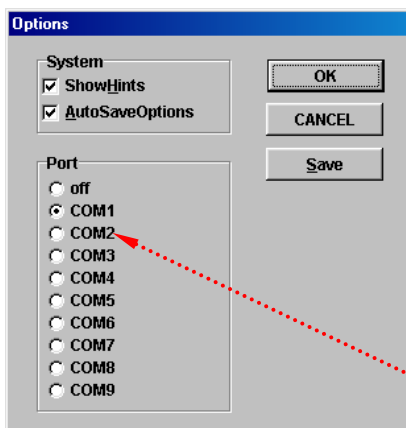 Options
System
ShowHints
AutoSaveOptions
OK
CANCEL
Save
Port
off
COM1
COM2
COM3
COM4
COM5
COM6
COM7
COM8
COM9